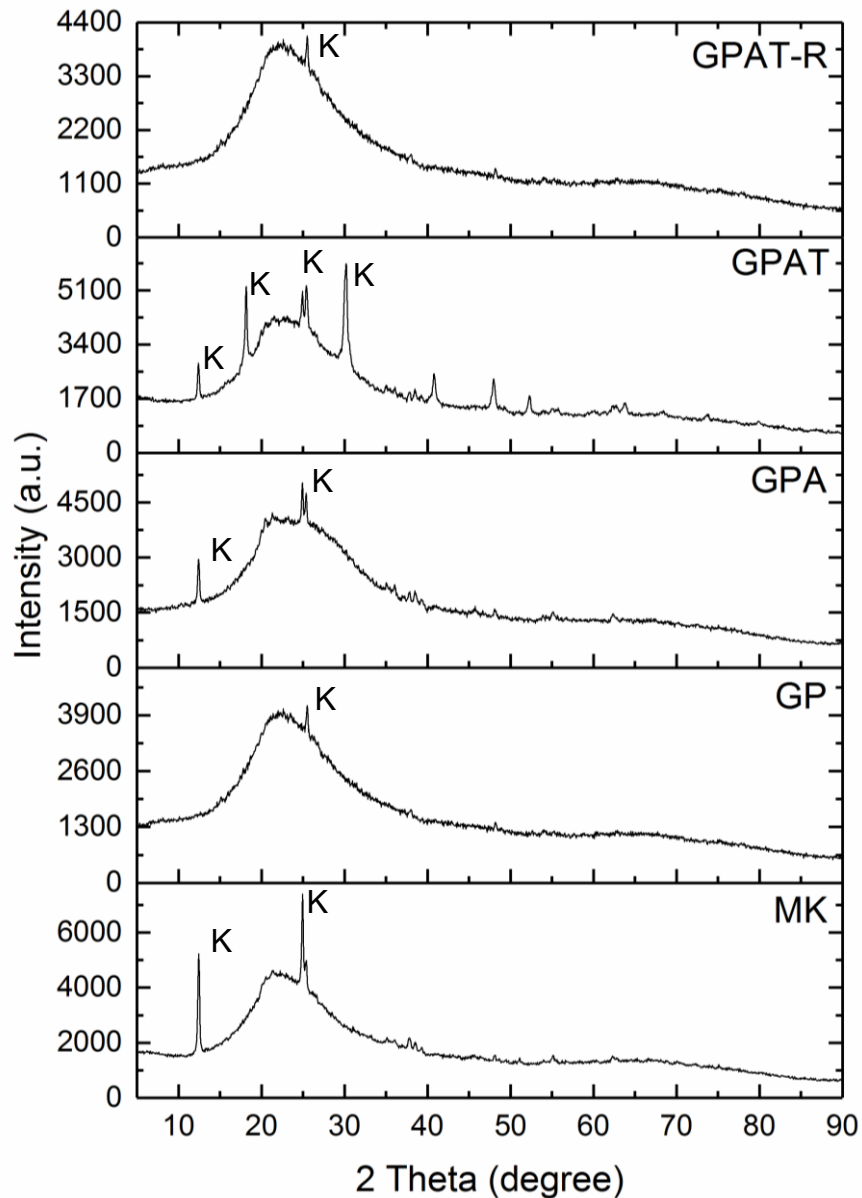 4400
3300
2200
1100
0
K
GPAT-R
5100
3400
1700
0
K
K
K
K
GPAT
4500
3000
1500
0
K
K
GPA
3900
2600
1300
0
K
GP
6000
4000
2000
0
K
K
MK
10 20 30 40 50 60 70 80 90
2 Theta (degree)
Intensity (a.u.)